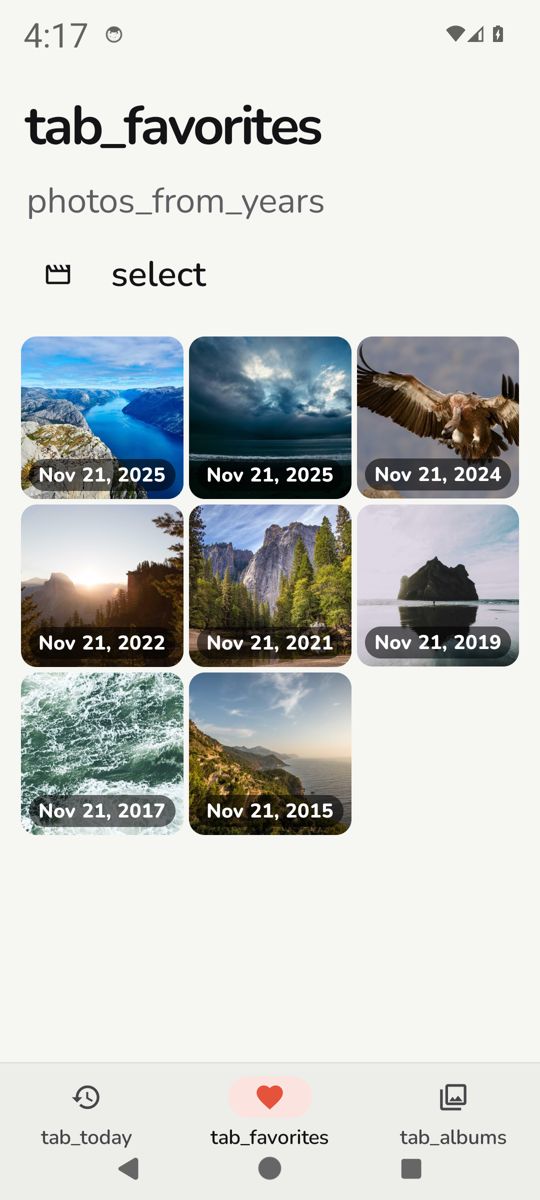 4:17
tab_favorites
photos_from_years
select
Nov 21, 2025
Nov 21, 2025
Nov 21, 2024
Nov 21, 2022
Nov 21, 2021
Nov 21, 2019
Nov 21, 2017
Nov 21, 2015
tab_today
tab_favorites
tab_albums